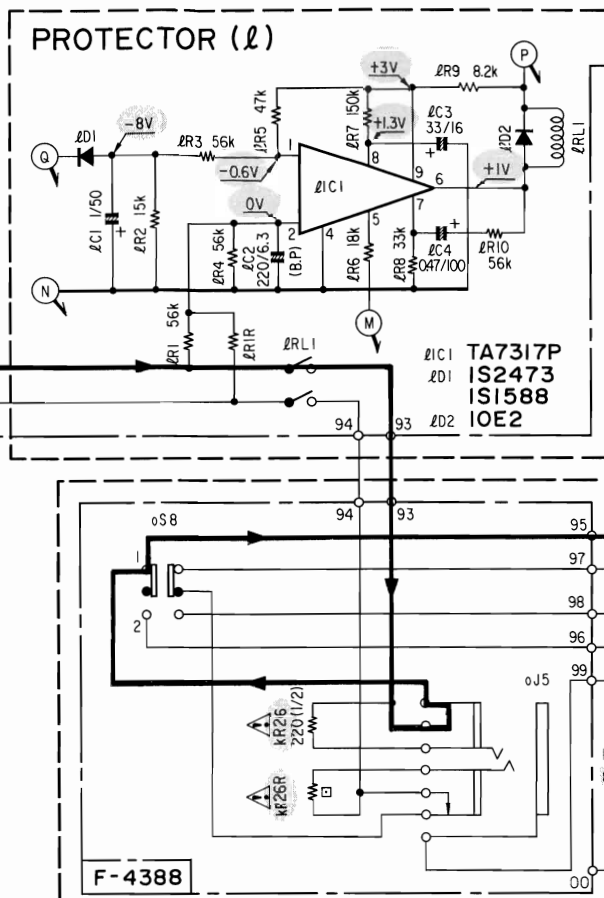 PROTECTOR (ℓ)
P
+3V
ℓR9 8.2k
47k
ℓR5
150k
ℓR7
ℓC3
33/16
ℓD2
ℓRL1
-8V
ℓD1
+1.3V
ℓR3 56k
Q
1
8
-0.6V
ℓIC1
9
6
+1V
7
ℓC1 1/50
+
ℓR2 15k
0V
2
4
5
ℓR4 56k
ℓC2
220/6.3
(B.P)
ℓR6 18k
ℓR8 33k
+
ℓC4
0.47/100
ℓR10
56k
N
M
56k
ℓR1
ℓR1R
ℓRL1
ℓIC1 TA7317P
ℓD1 1S2473
1S1588
ℓD2 10E2
94
93
94
93
oS8
95
1
97
98
2
96
99
oJ5
kR26
220(1/2)
kR26R
F-4388
00